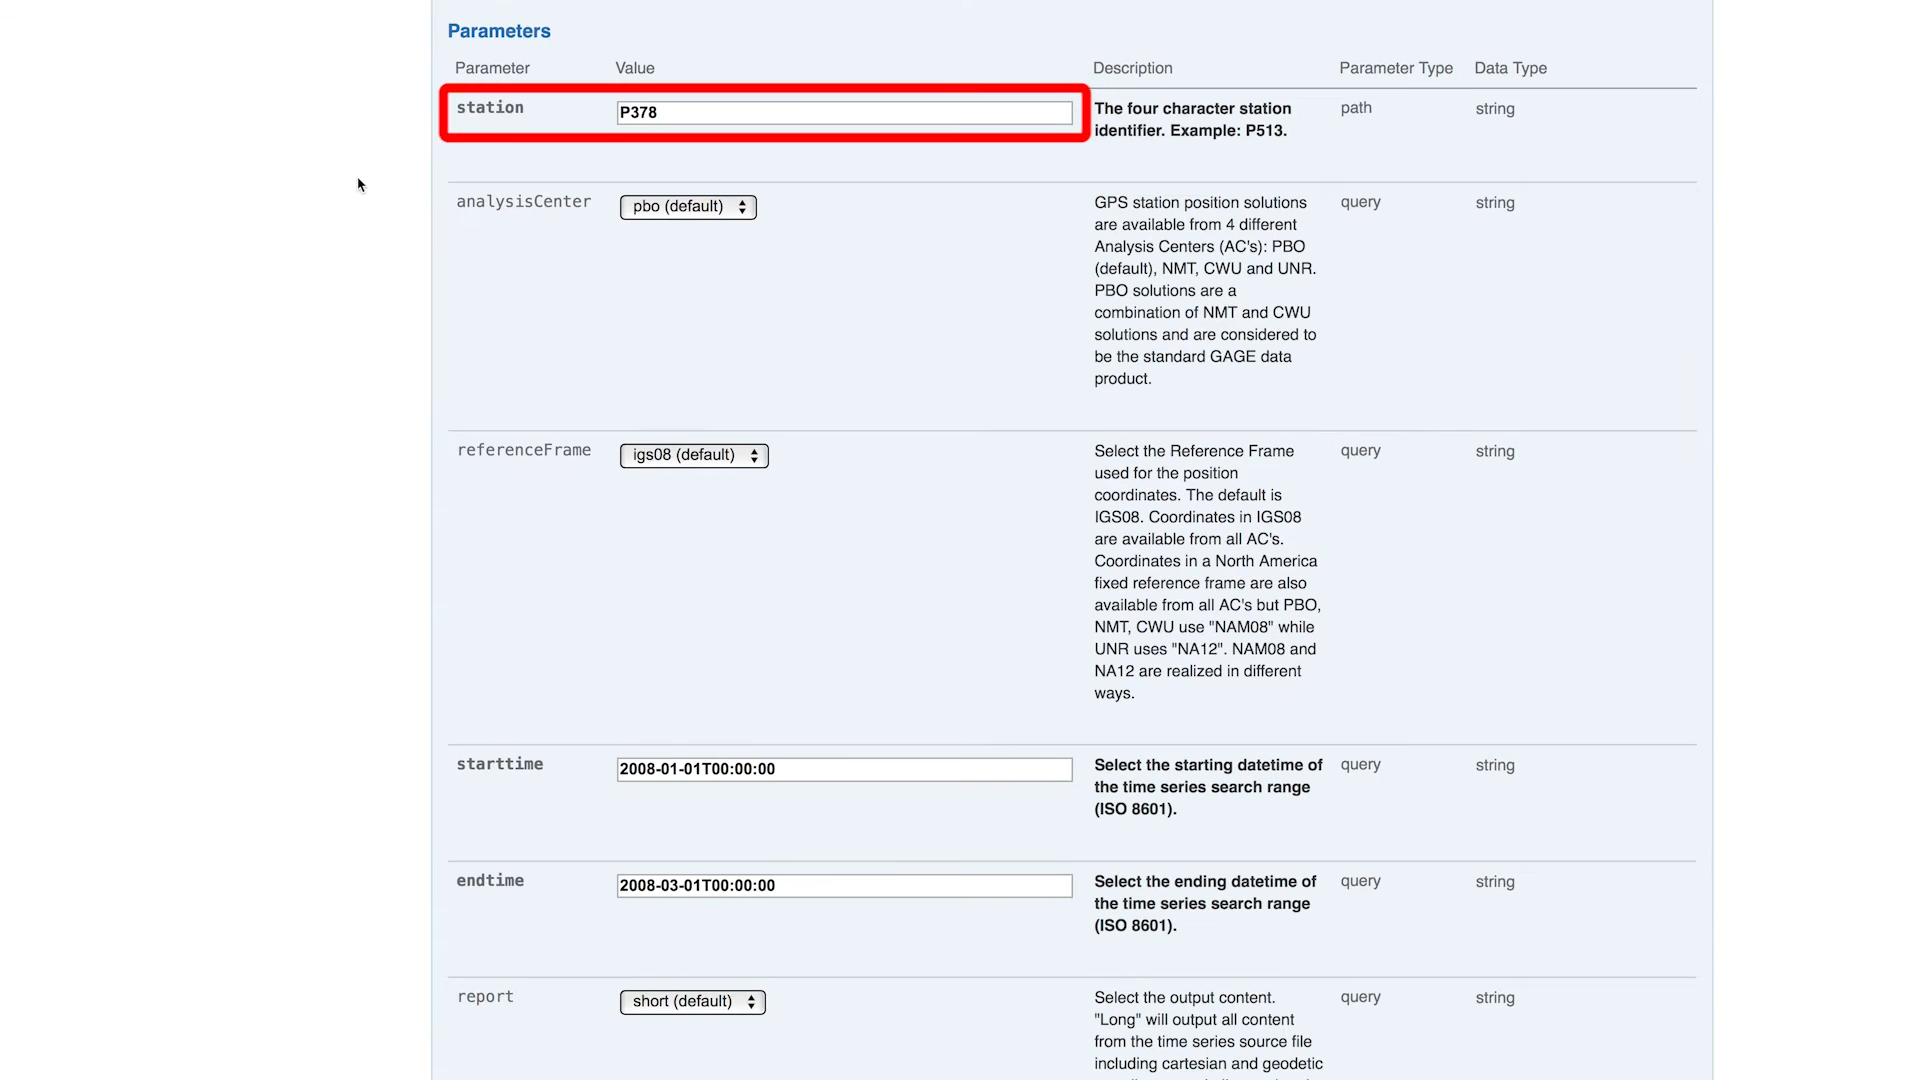 Parameters
Parameter Value Description Parameter Type Data Type
station P378 The four character station identifier. Example: P513. path string
analysisCenter pbo (default) query string
GPS station position solutions
are available from 4 different
Analysis Centers (AC's): PBO
(default), NMT, CWU and UNR.
PBO solutions are a
combination of NMT and CWU
solutions and are considered to
be the standard GAGE data
product.
referenceFrame igs08 (default) query string
Select the Reference Frame
used for the position
coordinates. The default is
IGS08. Coordinates in IGS08
are available from all AC's.
Coordinates in a North America
fixed reference frame are also
available from all AC's but PBO,
NMT, CWU use "NAM08" while
UNR uses "NA12". NAM08 and
NA12 are realized in different
ways.
starttime 2008-01-01T00:00:00 query string
Select the starting datetime of
the time series search range
(ISO 8601).
endtime 2008-03-01T00:00:00 query string
Select the ending datetime of
the time series search range
(ISO 8601).
report short (default) query string
Select the output content.
"Long" will output all content
from the time series source file
including cartesian and geodetic